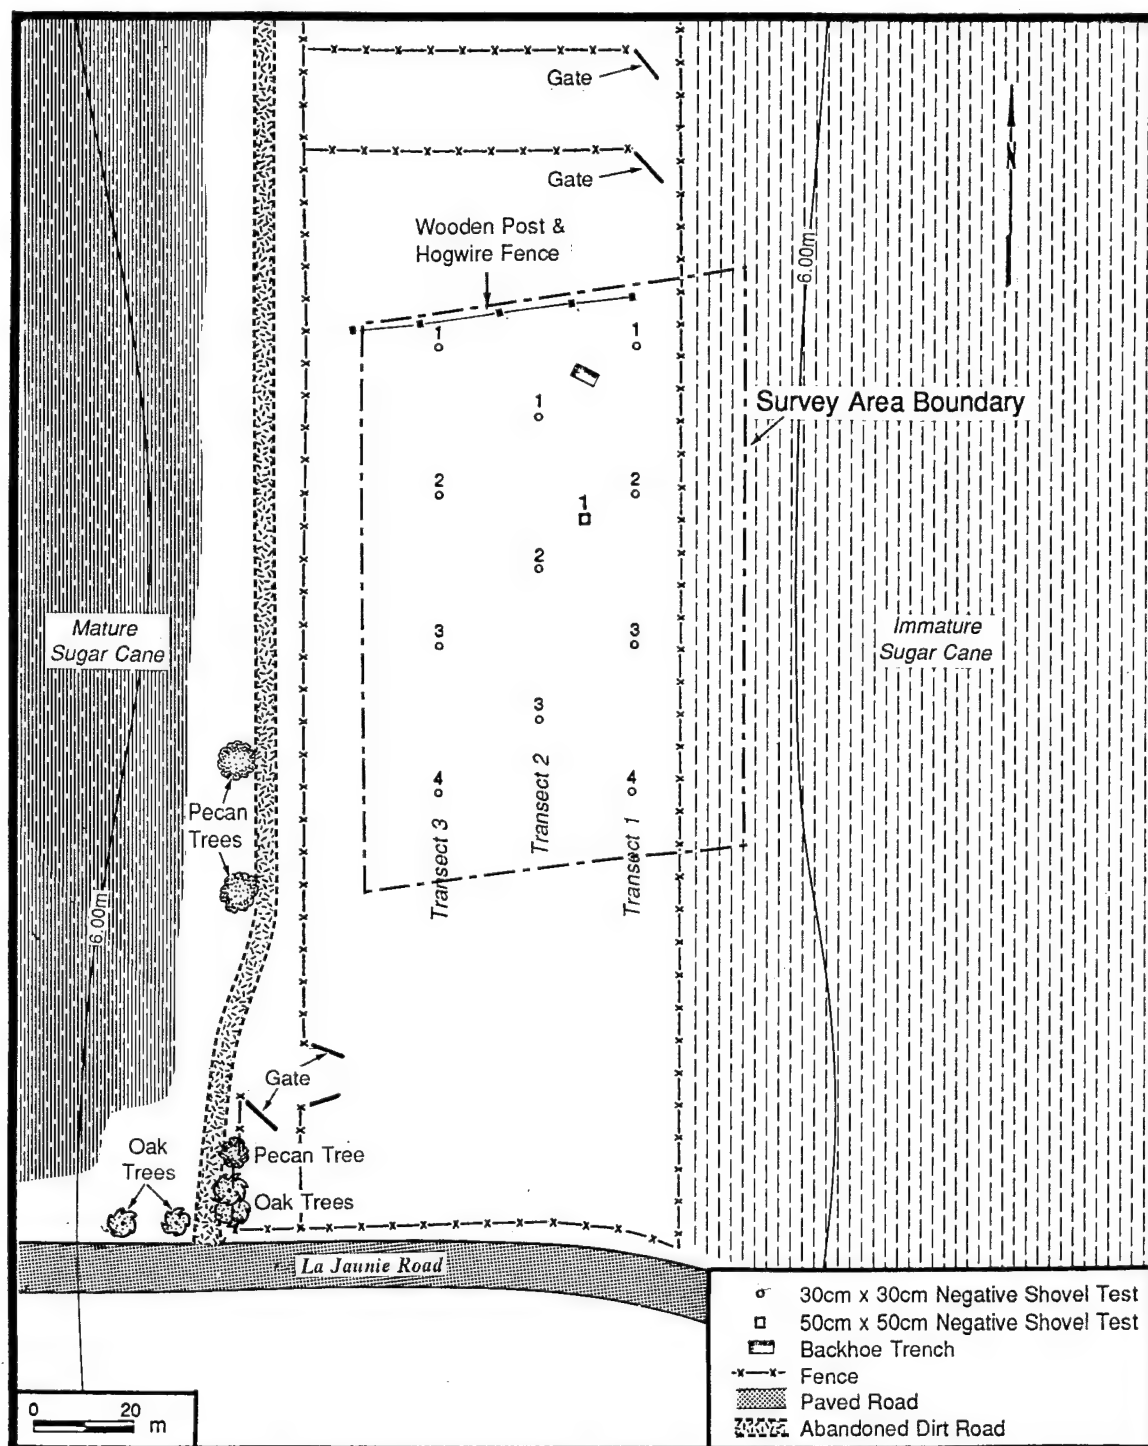 Gate
N
Gate
Wooden Post &
Hogwire Fence
6.00m
1
1
1
Survey Area Boundary
2
2
1
2
Mature
Sugar Cane
3
3
Immature
Sugar Cane
3
4
4
Pecan
Trees
Transect 3
Transect 2
Transect 1
6.00m
Gate
Oak
Trees
Pecan Tree
Oak Trees
La Jaunie Road
30cm x 30cm Negative Shovel Test
50cm x 50cm Negative Shovel Test
Backhoe Trench
Fence
Paved Road
Abandoned Dirt Road
0 20
m